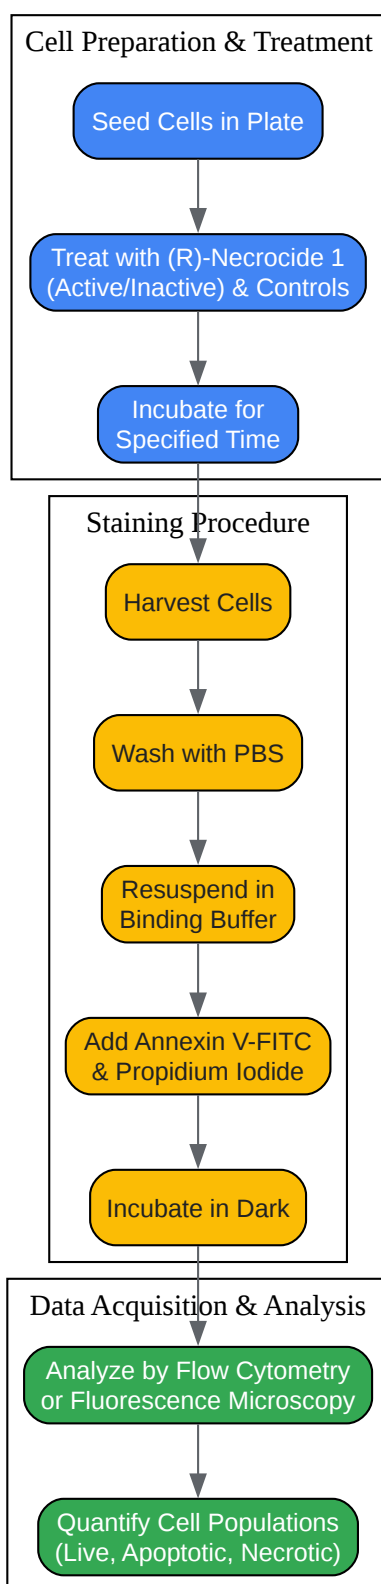 Cell Preparation & Treatment
Seed Cells in Plate
Treat with (R)-Necrocide 1
(Active/Inactive) & Controls
Incubate for
Specified Time
Staining Procedure
Harvest Cells
Wash with PBS
Resuspend in
Binding Buffer
Add Annexin V-FITC
& Propidium Iodide
Incubate in Dark
Data Acquisition & Analysis
Analyze by Flow Cytometry
or Fluorescence Microscopy
Quantify Cell Populations
(Live, Apoptotic, Necrotic)